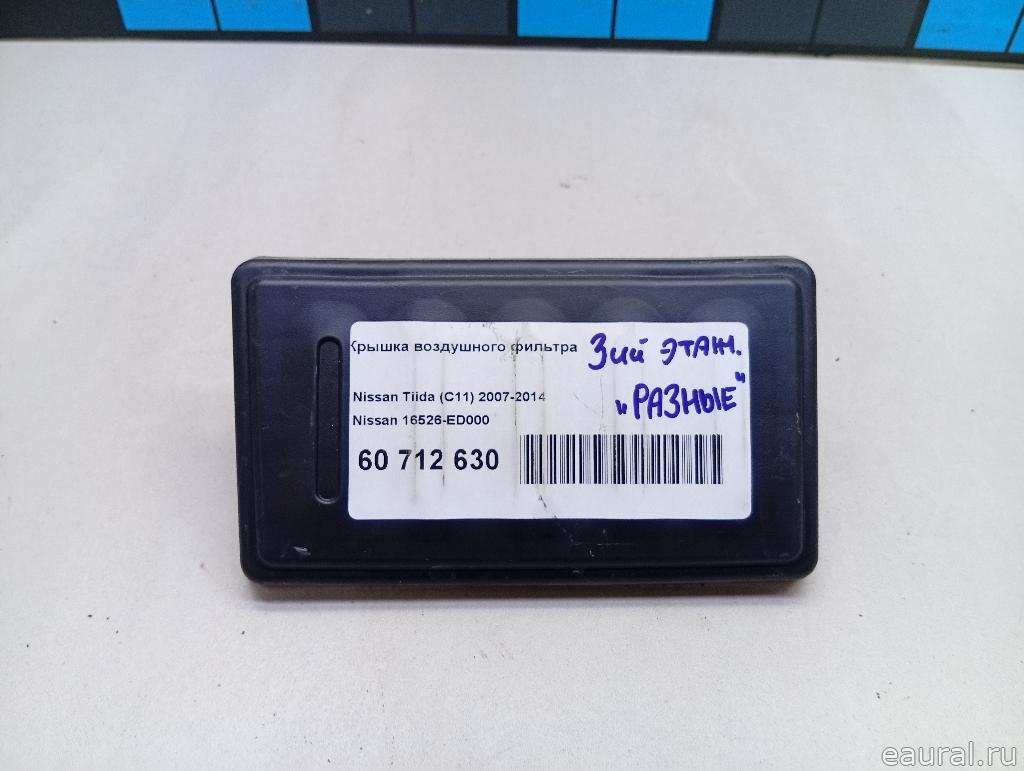 Крышка воздушного фильтра
3ий этаж.
"РАЗНЫЕ"
Nissan Tiida (C11) 2007-2014
Nissan 16526-ED000
60 712 630
eaural.ru